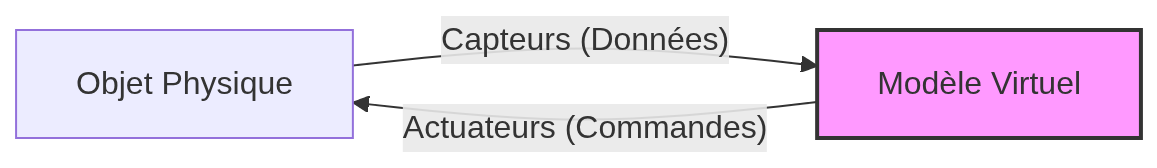 Capteurs (Données)
Objet Physique
Modèle Virtuel
Actuateurs (Commandes)